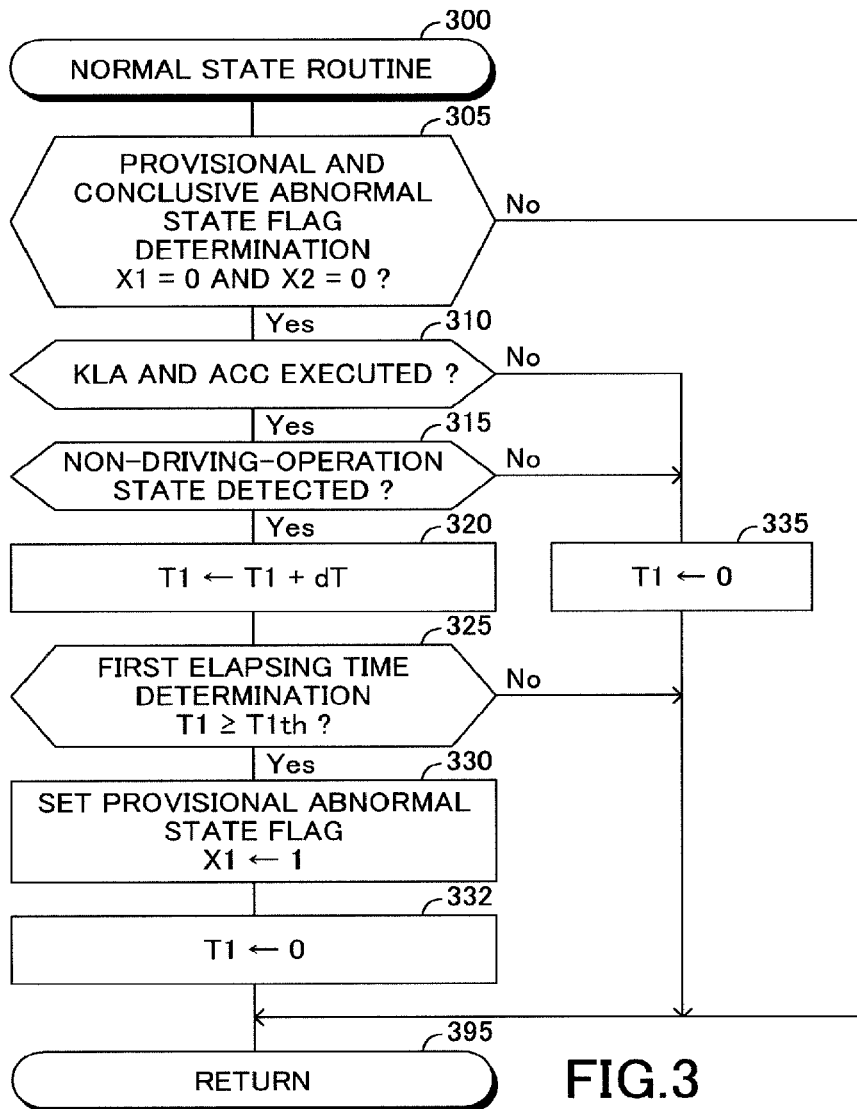 300
NORMAL STATE ROUTINE
305
PROVISIONAL AND
CONCLUSIVE ABNORMAL
STATE FLAG
DETERMINATION
X1 = 0 AND X2 = 0 ?
No
Yes
310
KLA AND ACC EXECUTED ?
No
Yes
315
NON-DRIVING-OPERATION
STATE DETECTED ?
No
Yes
320
T1 ← T1 + dT
335
T1 ← 0
325
FIRST ELAPSING TIME
DETERMINATION
T1 ≥ T1th ?
No
Yes
330
SET PROVISIONAL ABNORMAL
STATE FLAG
X1 ← 1
332
T1 ← 0
395
RETURN
FIG.3